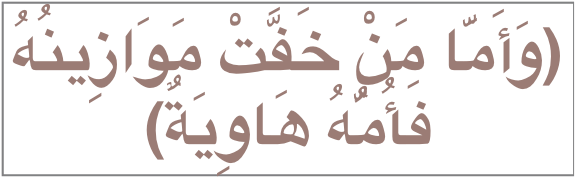 (وَأَمّا مِنْ خَفَّتْ مَوَازِينُهُ
فَأُمُّهُ هَاوِيَةٌ)